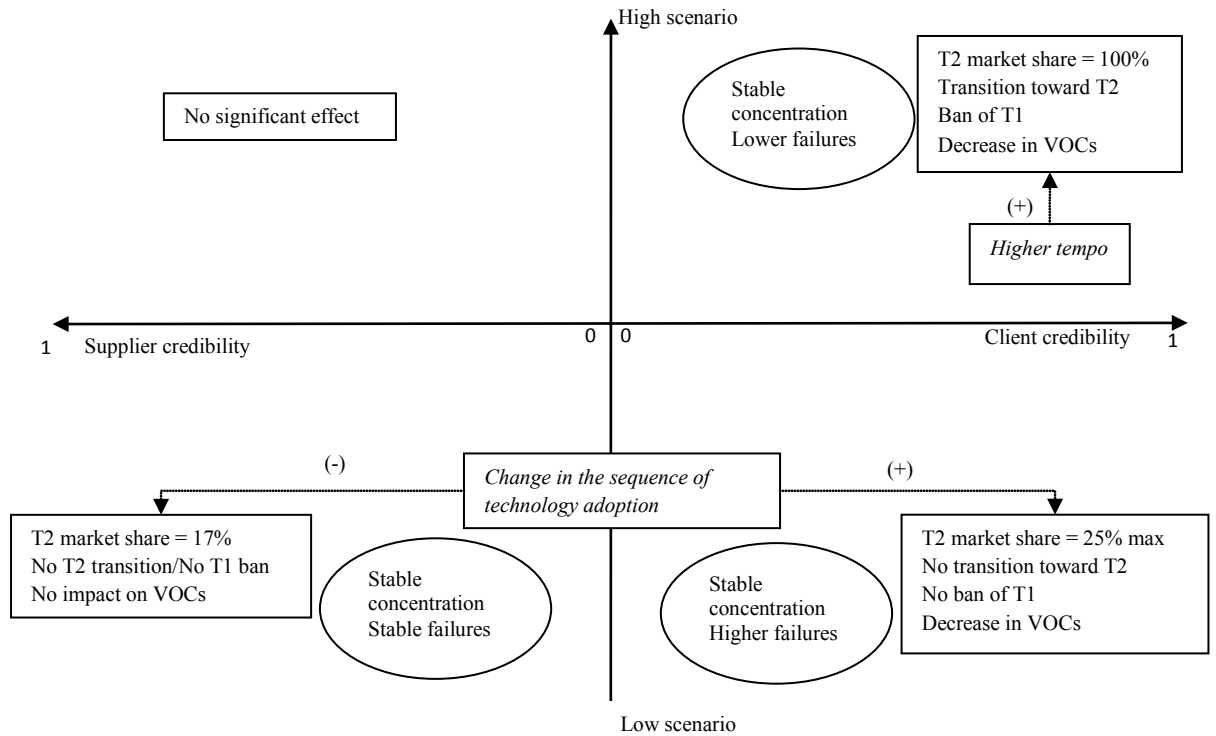 High scenario
No significant effect
Stable
concentration
Lower failures
T2 market share = 100%
Transition toward T2
Ban of T1
Decrease in VOCs
(+)
Higher tempo
1
Supplier credibility
0
0
Client credibility
1
(-)
Change in the sequence of
technology adoption
(+)
T2 market share = 17%
No T2 transition/No T1 ban
No impact on VOCs
Stable
concentration
Stable failures
Stable
concentration
Higher failures
T2 market share = 25% max
No transition toward T2
No ban of T1
Decrease in VOCs
Low scenario